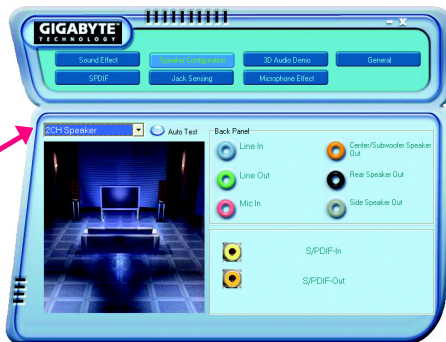 GIGABYTE™
TECHNOLOGY
Sound Effect
Speaker Configuration
3D Audio Demo
General
SPDIF
Jack Sensing
Microphone Effect
2CH Speaker
Auto Test
Back Panel
Line In
Center/Subwoofer Speaker
Out
Line Out
Rear Speaker Out
Mic In
Side Speaker Out
S/PDIF-In
S/PDIF-Out